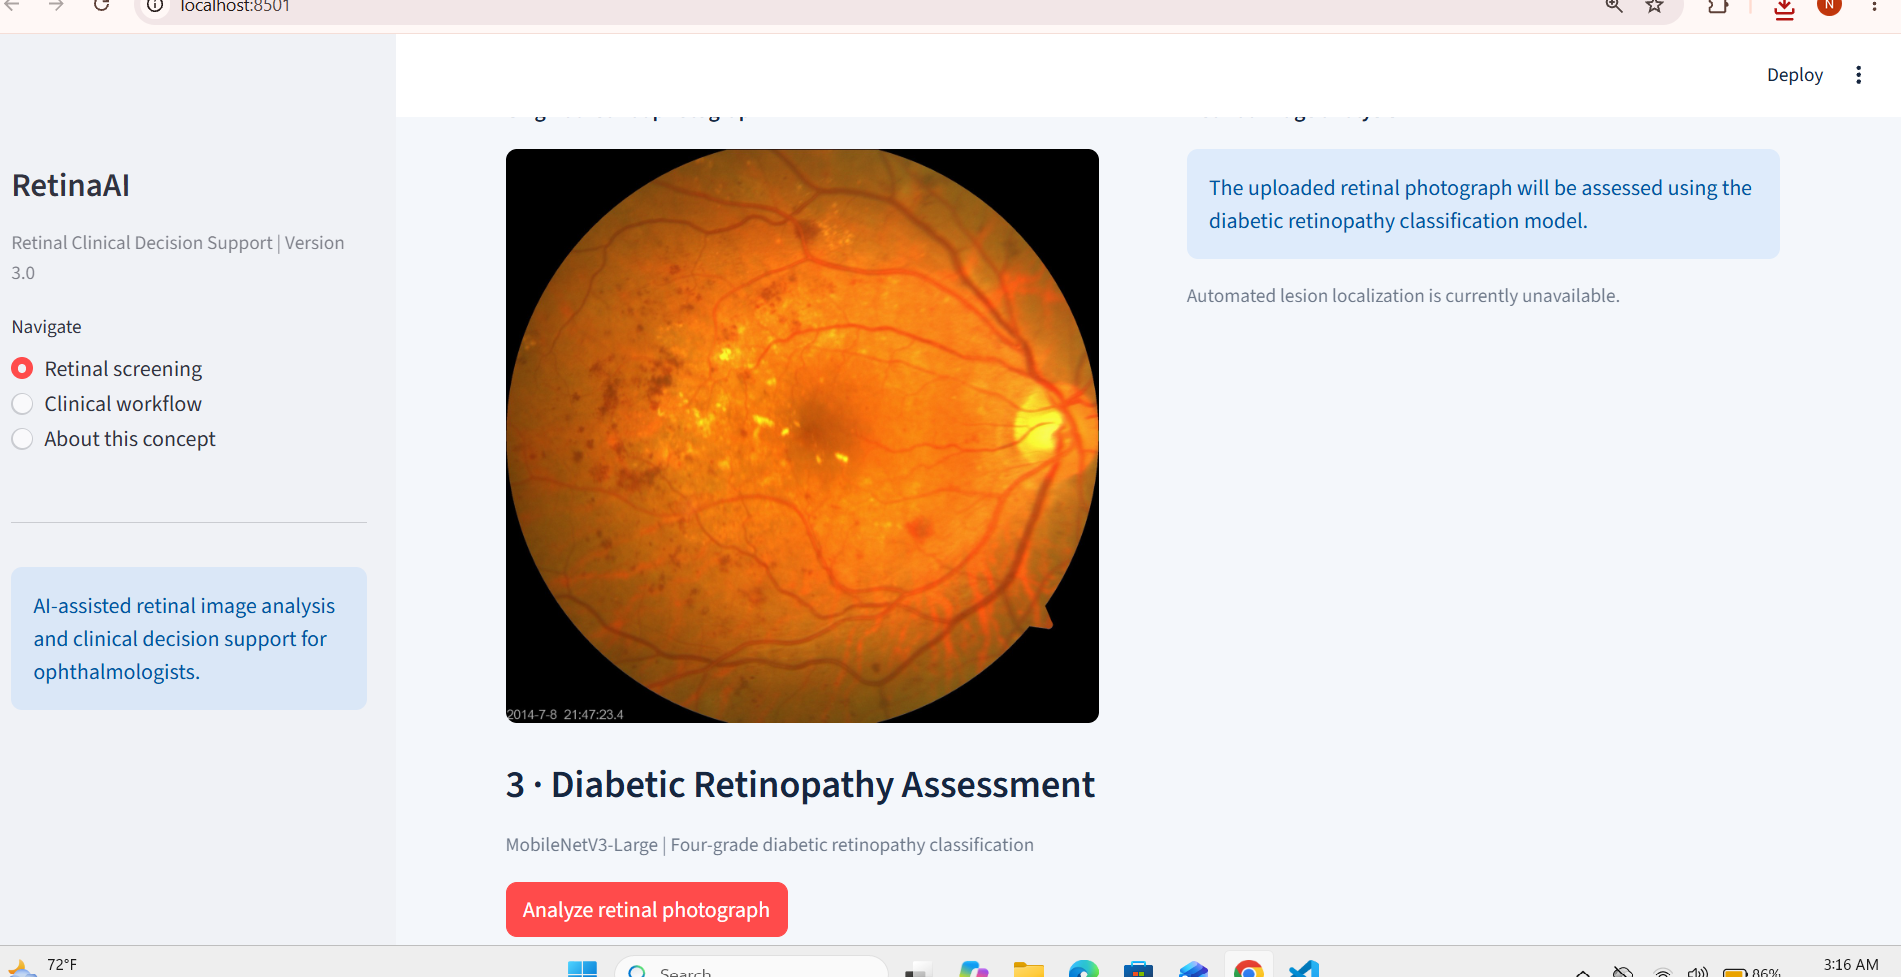 localhost:8501
N
Deploy
RetinaAI
Retinal Clinical Decision Support | Version
3.0
Navigate
Retinal screening
Clinical workflow
About this concept
AI-assisted retinal image analysis
and clinical decision support for
ophthalmologists.
The uploaded retinal photograph will be assessed using the
diabetic retinopathy classification model.
Automated lesion localization is currently unavailable.
2014-7-8 21:47:23.4
3 · Diabetic Retinopathy Assessment
MobileNetV3-Large | Four-grade diabetic retinopathy classification
Analyze retinal photograph
72°F
Search
86%
3:16 AM